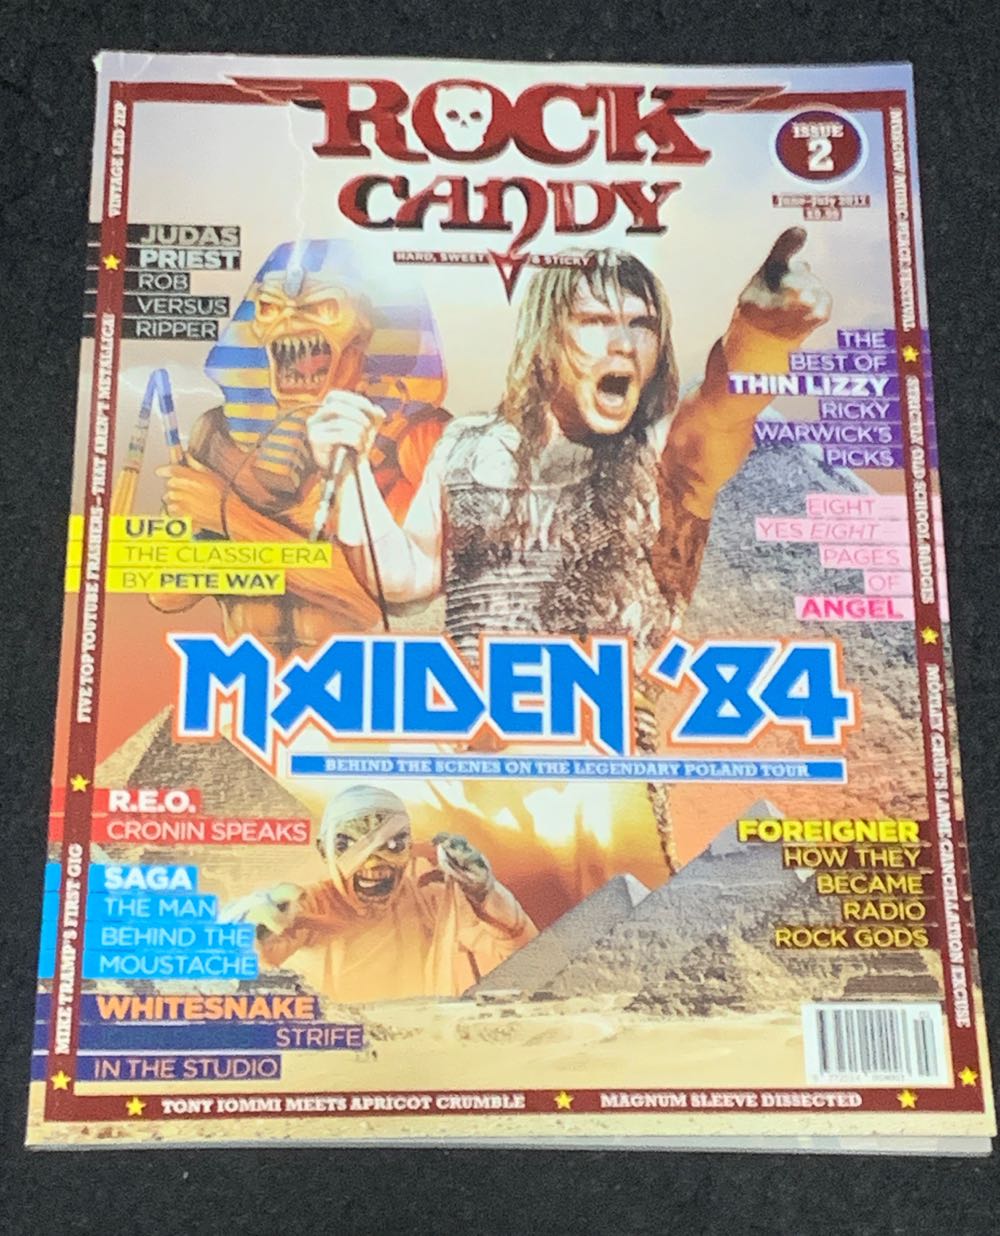 ROCK
CANDY
HARD, SWEET & STICKY
ISSUE
2
June-July 2017
VINTAGE LED ZEP
FIVE TOP YOUTUBE TRASHERS – THAT AREN'T METALLICA!
MIKE TRAMP'S FIRST GIG
MOSCOW MUSIC PEACE FESTIVAL
STRICTLY OLD SCHOOL BADGES
MÖTLEY CRÜE'S LAME CANCELLATION EXCUSE
JUDAS
PRIEST
ROB
VERSUS
RIPPER
THE
BEST OF
THIN LIZZY
RICKY
WARWICK'S
PICKS
UFO
THE CLASSIC ERA
BY PETE WAY
EIGHT –
YES EIGHT –
PAGES
OF
ANGEL
MAIDEN '84
BEHIND THE SCENES ON THE LEGENDARY POLAND TOUR
R.E.O.
CRONIN SPEAKS
SAGA
THE MAN
BEHIND THE
MOUSTACHE
FOREIGNER
HOW THEY
BECAME
RADIO
ROCK GODS
WHITESNAKE
STRIFE
IN THE STUDIO
TONY IOMMI MEETS APRICOT CRUMBLE
MAGNUM SLEEVE DISSECTED